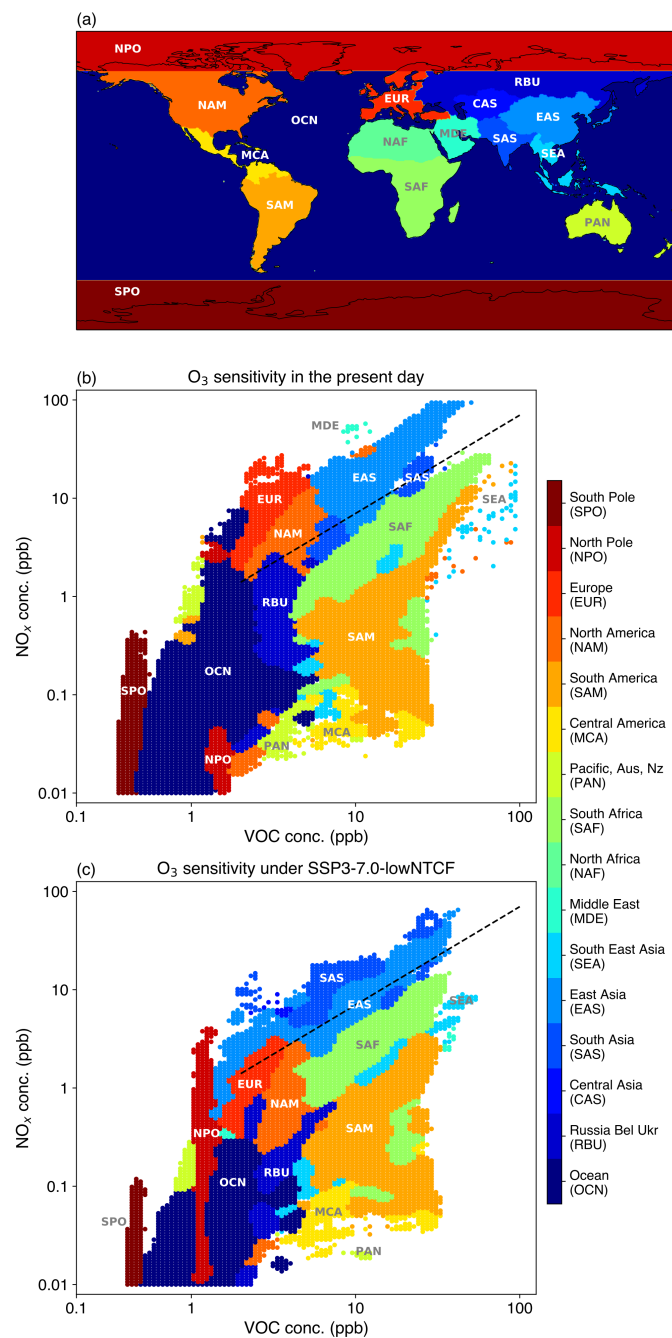 (a)
NPO
RBU
NAM
EUR
CAS
OCN
EAS
NAF
MDE
SAS
MCA
SEA
SAM
SAF
PAN
SPO
(b)
O₃ sensitivity in the present day
100
10
1
0.1
0.01
NOₓ conc. (ppb)
MDE
EAS
SAS
EUR
SEA
NAM
SAF
RBU
SAM
OCN
SPO
MCA
PAN
NPO
0.1
1
10
100
VOC conc. (ppb)
(c)
O₃ sensitivity under SSP3-7.0-lowNTCF
100
10
1
0.1
0.01
NOₓ conc. (ppb)
SAS
EAS
SEA
SAF
EUR
NAM
NPO
SAM
RBU
OCN
MCA
SPO
PAN
0.1
1
10
100
VOC conc. (ppb)
South Pole
(SPO)
North Pole
(NPO)
Europe
(EUR)
North America
(NAM)
South America
(SAM)
Central America
(MCA)
Pacific, Aus, Nz
(PAN)
South Africa
(SAF)
North Africa
(NAF)
Middle East
(MDE)
South East Asia
(SEA)
East Asia
(EAS)
South Asia
(SAS)
Central Asia
(CAS)
Russia Bel Ukr
(RBU)
Ocean
(OCN)